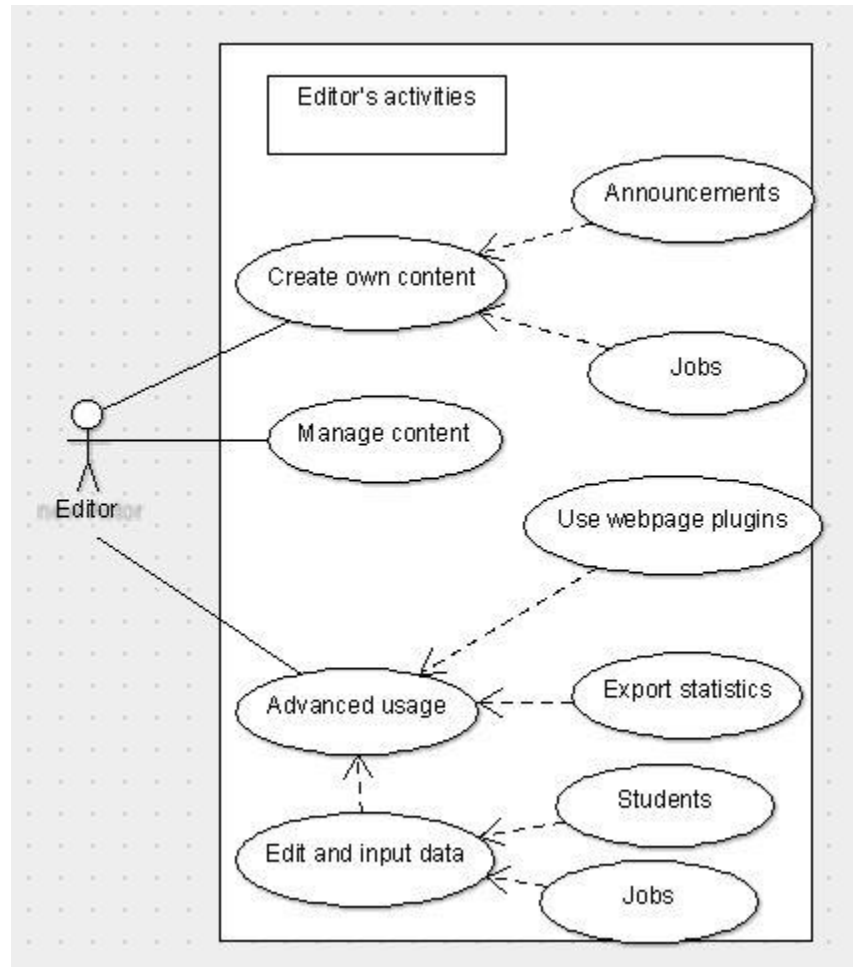 Editor's activities
Announcements
Create own content
Jobs
Manage content
Editor
Use webpage plugins
Advanced usage
Export statistics
Students
Edit and input data
Jobs